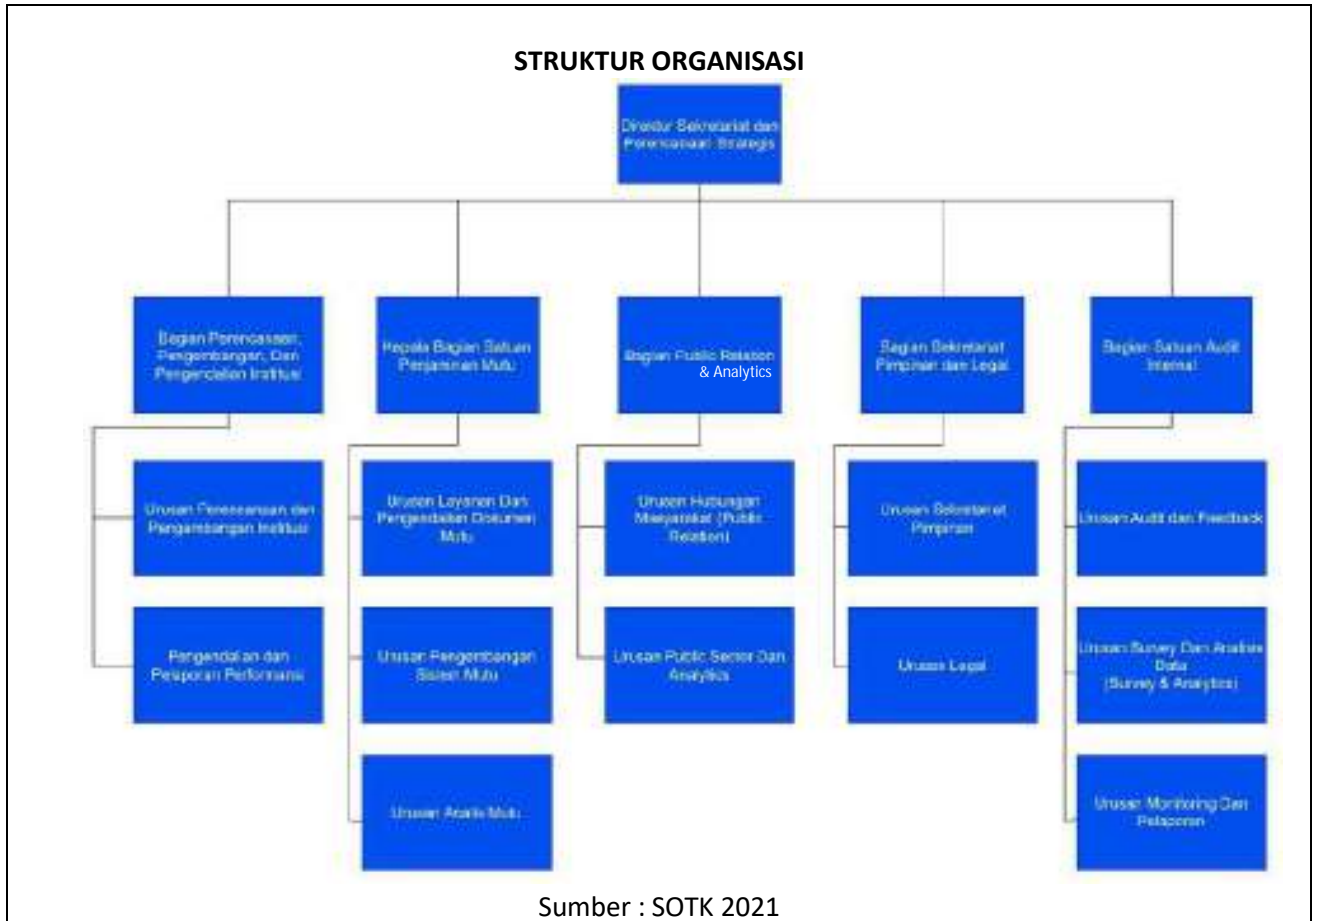 STRUKTUR ORGANISASI
Direktur Sekretariat dan
Perencanaan Strategis
Bagian Perencanaan,
Pengembangan, Dan
Pengendalian Institusi
Kepala Bagian Satuan
Penjaminan Mutu
Bagian Public Relation
& Analytics
Bagian Sekretariat
Pimpinan dan Legal
Bagian Satuan Audit
Internal
Urusan Perencanaan dan
Pengembangan Institusi
Urusan Layanan Dan
Pengendalian Dokumen
Mutu
Urusan Hubungan
Masyarakat (Public
Relation)
Urusan Sekretariat
Pimpinan
Urusan Audit dan Feedback
Pengendalian dan
Pelaporan Performansi
Urusan Pengembangan
Sistem Mutu
Urusan Public Sector Dan
Analytics
Urusan Legal
Urusan Survey Dan Analisis
Data
(Survey & Analytics)
Urusan Analis Mutu
Urusan Monitoring Dan
Pelaporan
Sumber : SOTK 2021